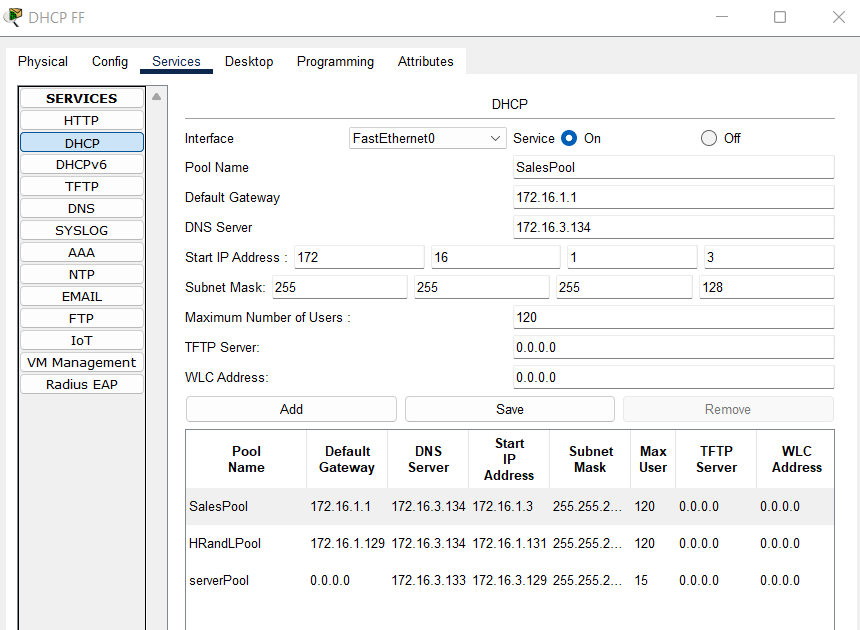 DHCP FF
Physical Config Services Desktop Programming Attributes
SERVICES
HTTP
DHCP
DHCPv6
TFTP
DNS
SYSLOG
AAA
NTP
EMAIL
FTP
IoT
VM Management
Radius EAP
DHCP
Interface FastEthernet0 Service On Off
Pool Name SalesPool
Default Gateway 172.16.1.1
DNS Server 172.16.3.134
Start IP Address : 172 16 1 3
Subnet Mask: 255 255 255 128
Maximum Number of Users : 120
TFTP Server: 0.0.0.0
WLC Address: 0.0.0.0
Add Save Remove
Pool Name Default Gateway DNS Server Start IP Address Subnet Mask Max User TFTP Server WLC Address
SalesPool 172.16.1.1 172.16.3.134 172.16.1.3 255.255.2... 120 0.0.0.0 0.0.0.0
HRandLPool 172.16.1.129 172.16.3.134 172.16.1.131 255.255.2... 120 0.0.0.0 0.0.0.0
serverPool 0.0.0.0 172.16.3.133 172.16.3.129 255.255.2... 15 0.0.0.0 0.0.0.0